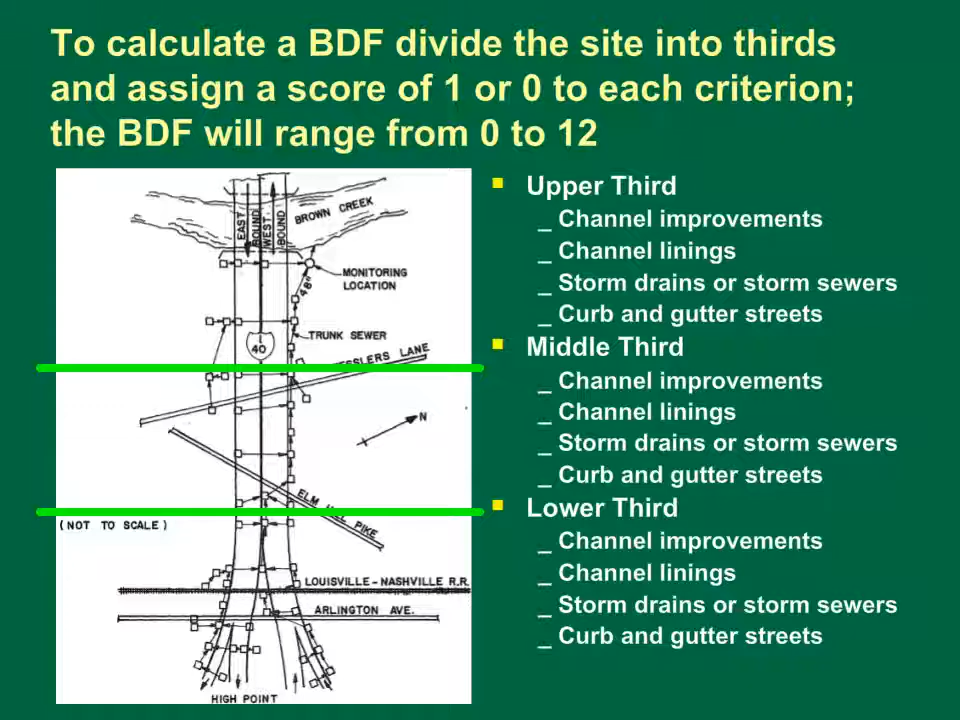 To calculate a BDF divide the site into thirds
and assign a score of 1 or 0 to each criterion;
the BDF will range from 0 to 12
EAST
BOUND
WEST
BOUND
BROWN CREEK
MONITORING
LOCATION
48"
TRUNK SEWER
I
40
ESSLERS LANE
N
ELM HILL PIKE
(NOT TO SCALE)
LOUISVILLE-NASHVILLE R.R.
ARLINGTON AVE.
HIGH POINT
Upper Third
_ Channel improvements
_ Channel linings
_ Storm drains or storm sewers
_ Curb and gutter streets
Middle Third
_ Channel improvements
_ Channel linings
_ Storm drains or storm sewers
_ Curb and gutter streets
Lower Third
_ Channel improvements
_ Channel linings
_ Storm drains or storm sewers
_ Curb and gutter streets